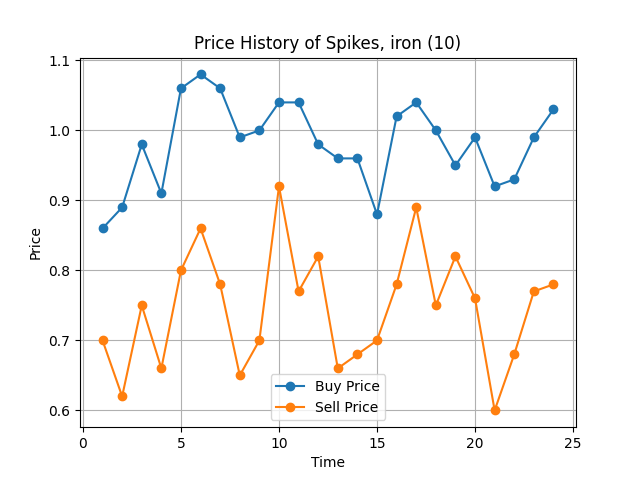 Price History of Spikes, iron (10)
1.1
1.0
0.9
0.8
0.7
0.6
Price
Buy Price
Sell Price
0 5 10 15 20 25
Time